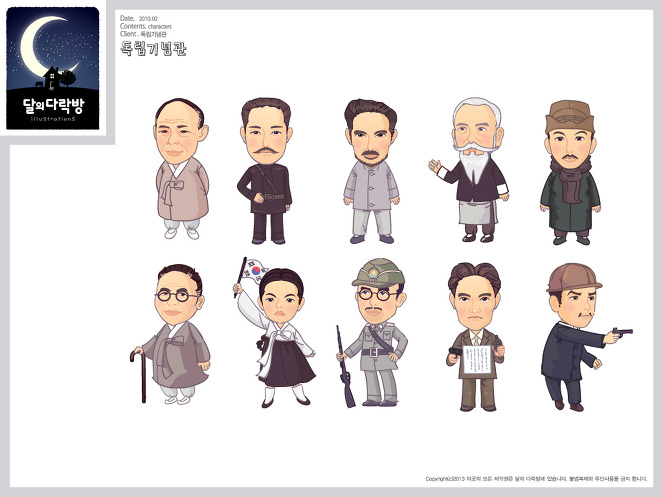 달의다락방
illuStrationS
Date. 2010.02
Contents. characters
Client . 독립기념관
독립기념관
Copyright(c)2013 이곳의 모든 저작권은 달의 다락방에 있습니다. 불법복제와 무단사용을 금지 합니다.